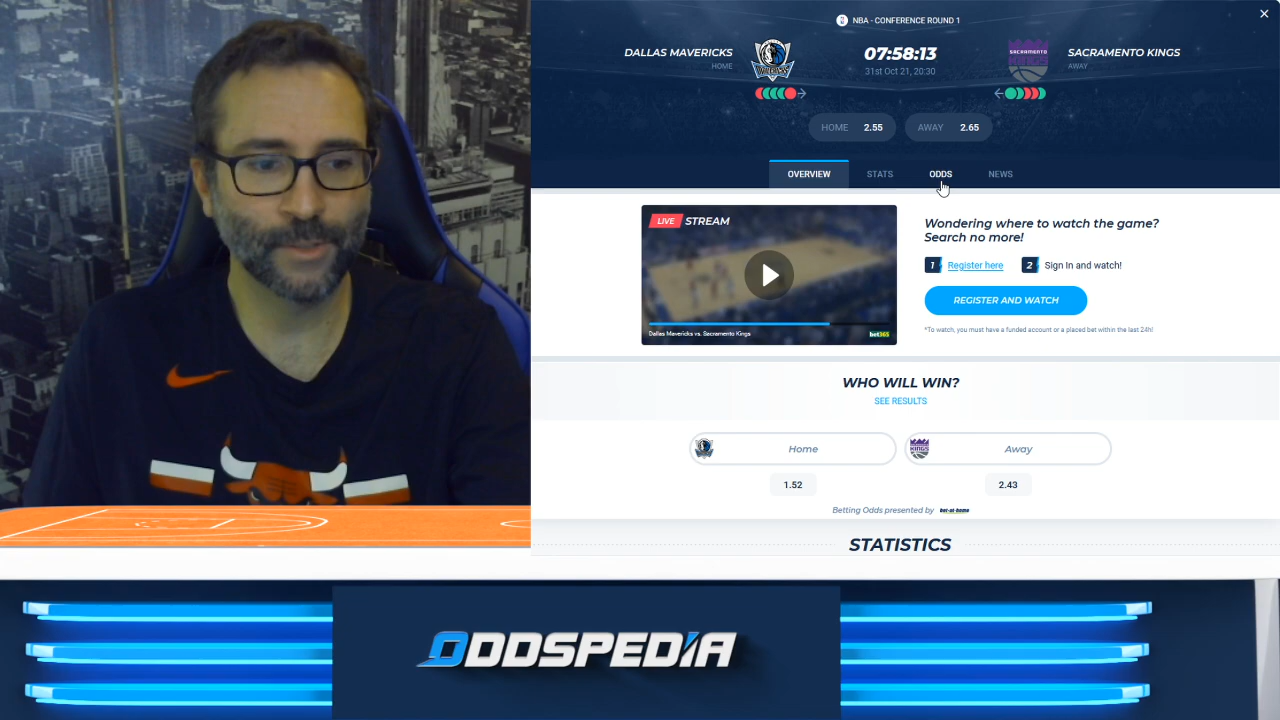 NBA - CONFERENCE ROUND 1
DALLAS MAVERICKS
HOME
07:58:13
31st Oct 21, 20:30
SACRAMENTO KINGS
AWAY
HOME 2.55
AWAY 2.65
OVERVIEW
STATS
ODDS
NEWS
LIVE STREAM
Dallas Mavericks vs. Sacramento Kings
bet365
Wondering where to watch the game?
Search no more!
1 Register here
2 Sign In and watch!
REGISTER AND WATCH
*To watch, you must have a funded account or a placed bet within the last 24h!
WHO WILL WIN?
SEE RESULTS
Home
KINGS
Away
1.52
2.43
Betting Odds presented by bet-at-home
STATISTICS
ODDSPEDIA